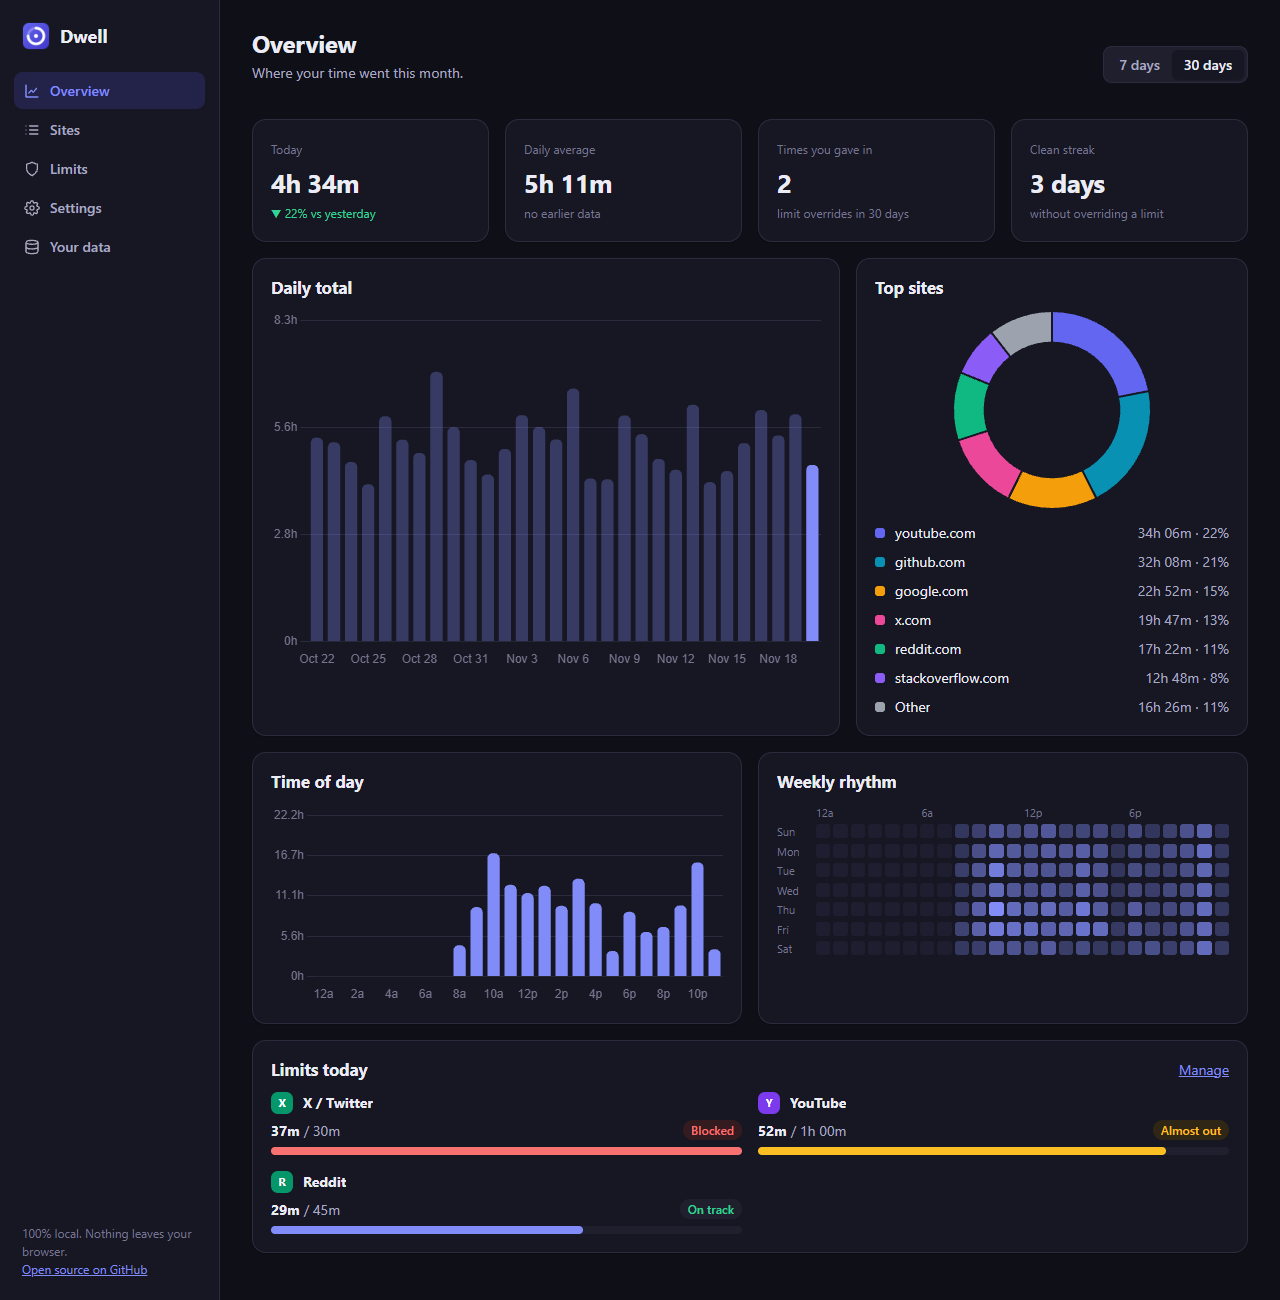 Dwell
Overview
Sites
Limits
Settings
Your data
100% local. Nothing leaves your
browser.
Open source on GitHub
Overview
Where your time went this month.
7 days
30 days
Today
4h 34m
▼ 22% vs yesterday
Daily average
5h 11m
no earlier data
Times you gave in
2
limit overrides in 30 days
Clean streak
3 days
without overriding a limit
Daily total
8.3h
5.6h
2.8h
0h
Oct 22 Oct 25 Oct 28 Oct 31 Nov 3 Nov 6 Nov 9 Nov 12 Nov 15 Nov 18
Top sites
youtube.com 34h 06m · 22%
github.com 32h 08m · 21%
google.com 22h 52m · 15%
x.com 19h 47m · 13%
reddit.com 17h 22m · 11%
stackoverflow.com 12h 48m · 8%
Other 16h 26m · 11%
Time of day
22.2h
16.7h
11.1h
5.6h
0h
12a 2a 4a 6a 8a 10a 12p 2p 4p 6p 8p 10p
Weekly rhythm
12a 6a 12p 6p
Sun
Mon
Tue
Wed
Thu
Fri
Sat
Limits today
Manage
X X / Twitter
37m / 30m Blocked
Y YouTube
52m / 1h 00m Almost out
R Reddit
29m / 45m On track